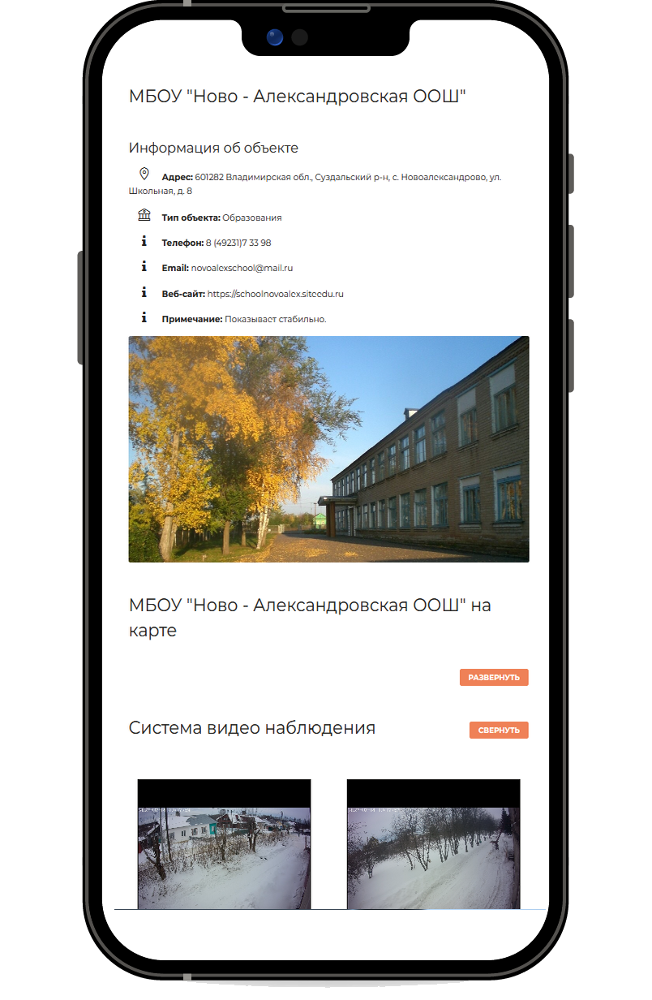 МБОУ "Ново - Александровская ООШ"
Информация об объекте
Адрес: 601282 Владимирская обл., Суздальский р-н, с. Новоалександрово, ул.
Школьная, д. 8
Тип объекта: Образования
Телефон: 8 (49231)7 33 98
Email: novoalexschool@mail.ru
Веб-сайт: https://schoolnovoalex.siteedu.ru
Примечание: Показывает стабильно.
МБОУ "Ново - Александровская ООШ" на
карте
РАЗВЕРНУТЬ
Система видео наблюдения
СВЕРНУТЬ